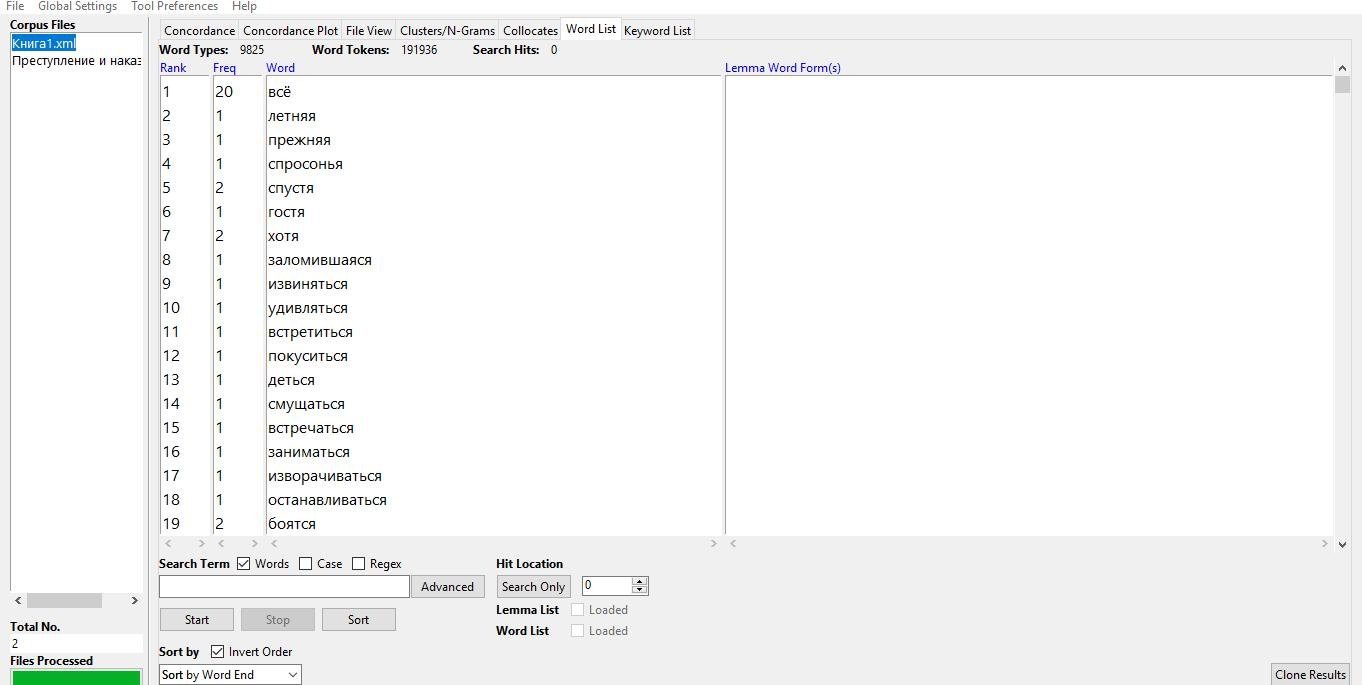 File Global Settings Tool Preferences Help
Corpus Files
Книга1.xml
Преступление и наказ
Total No.
2
Files Processed
Concordance Concordance Plot File View Clusters/N-Grams Collocates Word List Keyword List
Word Types: 9825 Word Tokens: 191936 Search Hits: 0
Rank Freq Word Lemma Word Form(s)
1 20 всё
2 1 летняя
3 1 прежняя
4 1 спросонья
5 2 спустя
6 1 гостя
7 2 хотя
8 1 заломившаяся
9 1 извиняться
10 1 удивляться
11 1 встретиться
12 1 покуситься
13 1 деться
14 1 смущаться
15 1 встречаться
16 1 заниматься
17 1 изворачиваться
18 1 останавливаться
19 2 боятся
Search Term Words Case Regex Hit Location
Advanced Search Only 0
Start Stop Sort Lemma List Loaded
Word List Loaded
Sort by Invert Order
Sort by Word End Clone Results